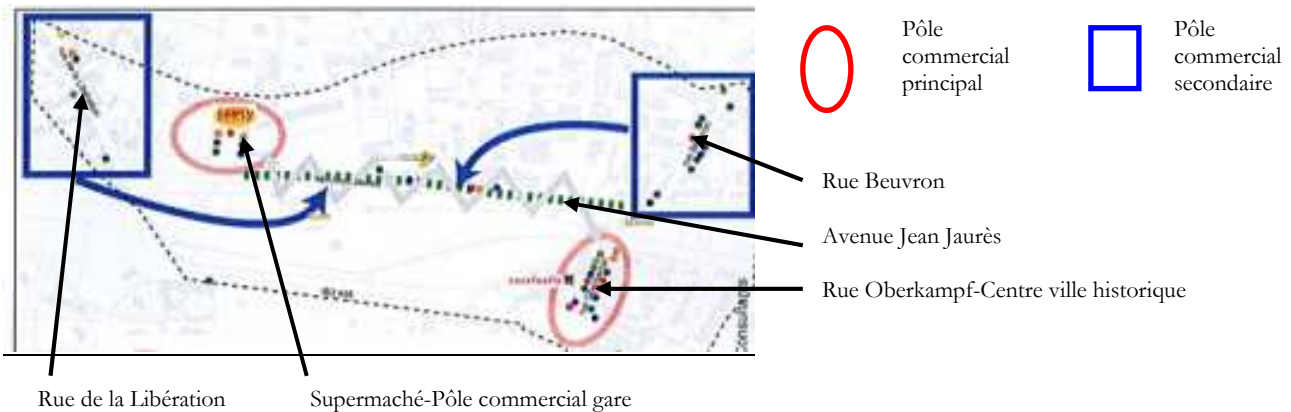 Pôle
commercial
principal
Pôle
commercial
secondaire
Rue Beuvron
Avenue Jean Jaurès
Rue Oberkampf-Centre ville historique
Rue de la Libération
Supermaché-Pôle commercial gare